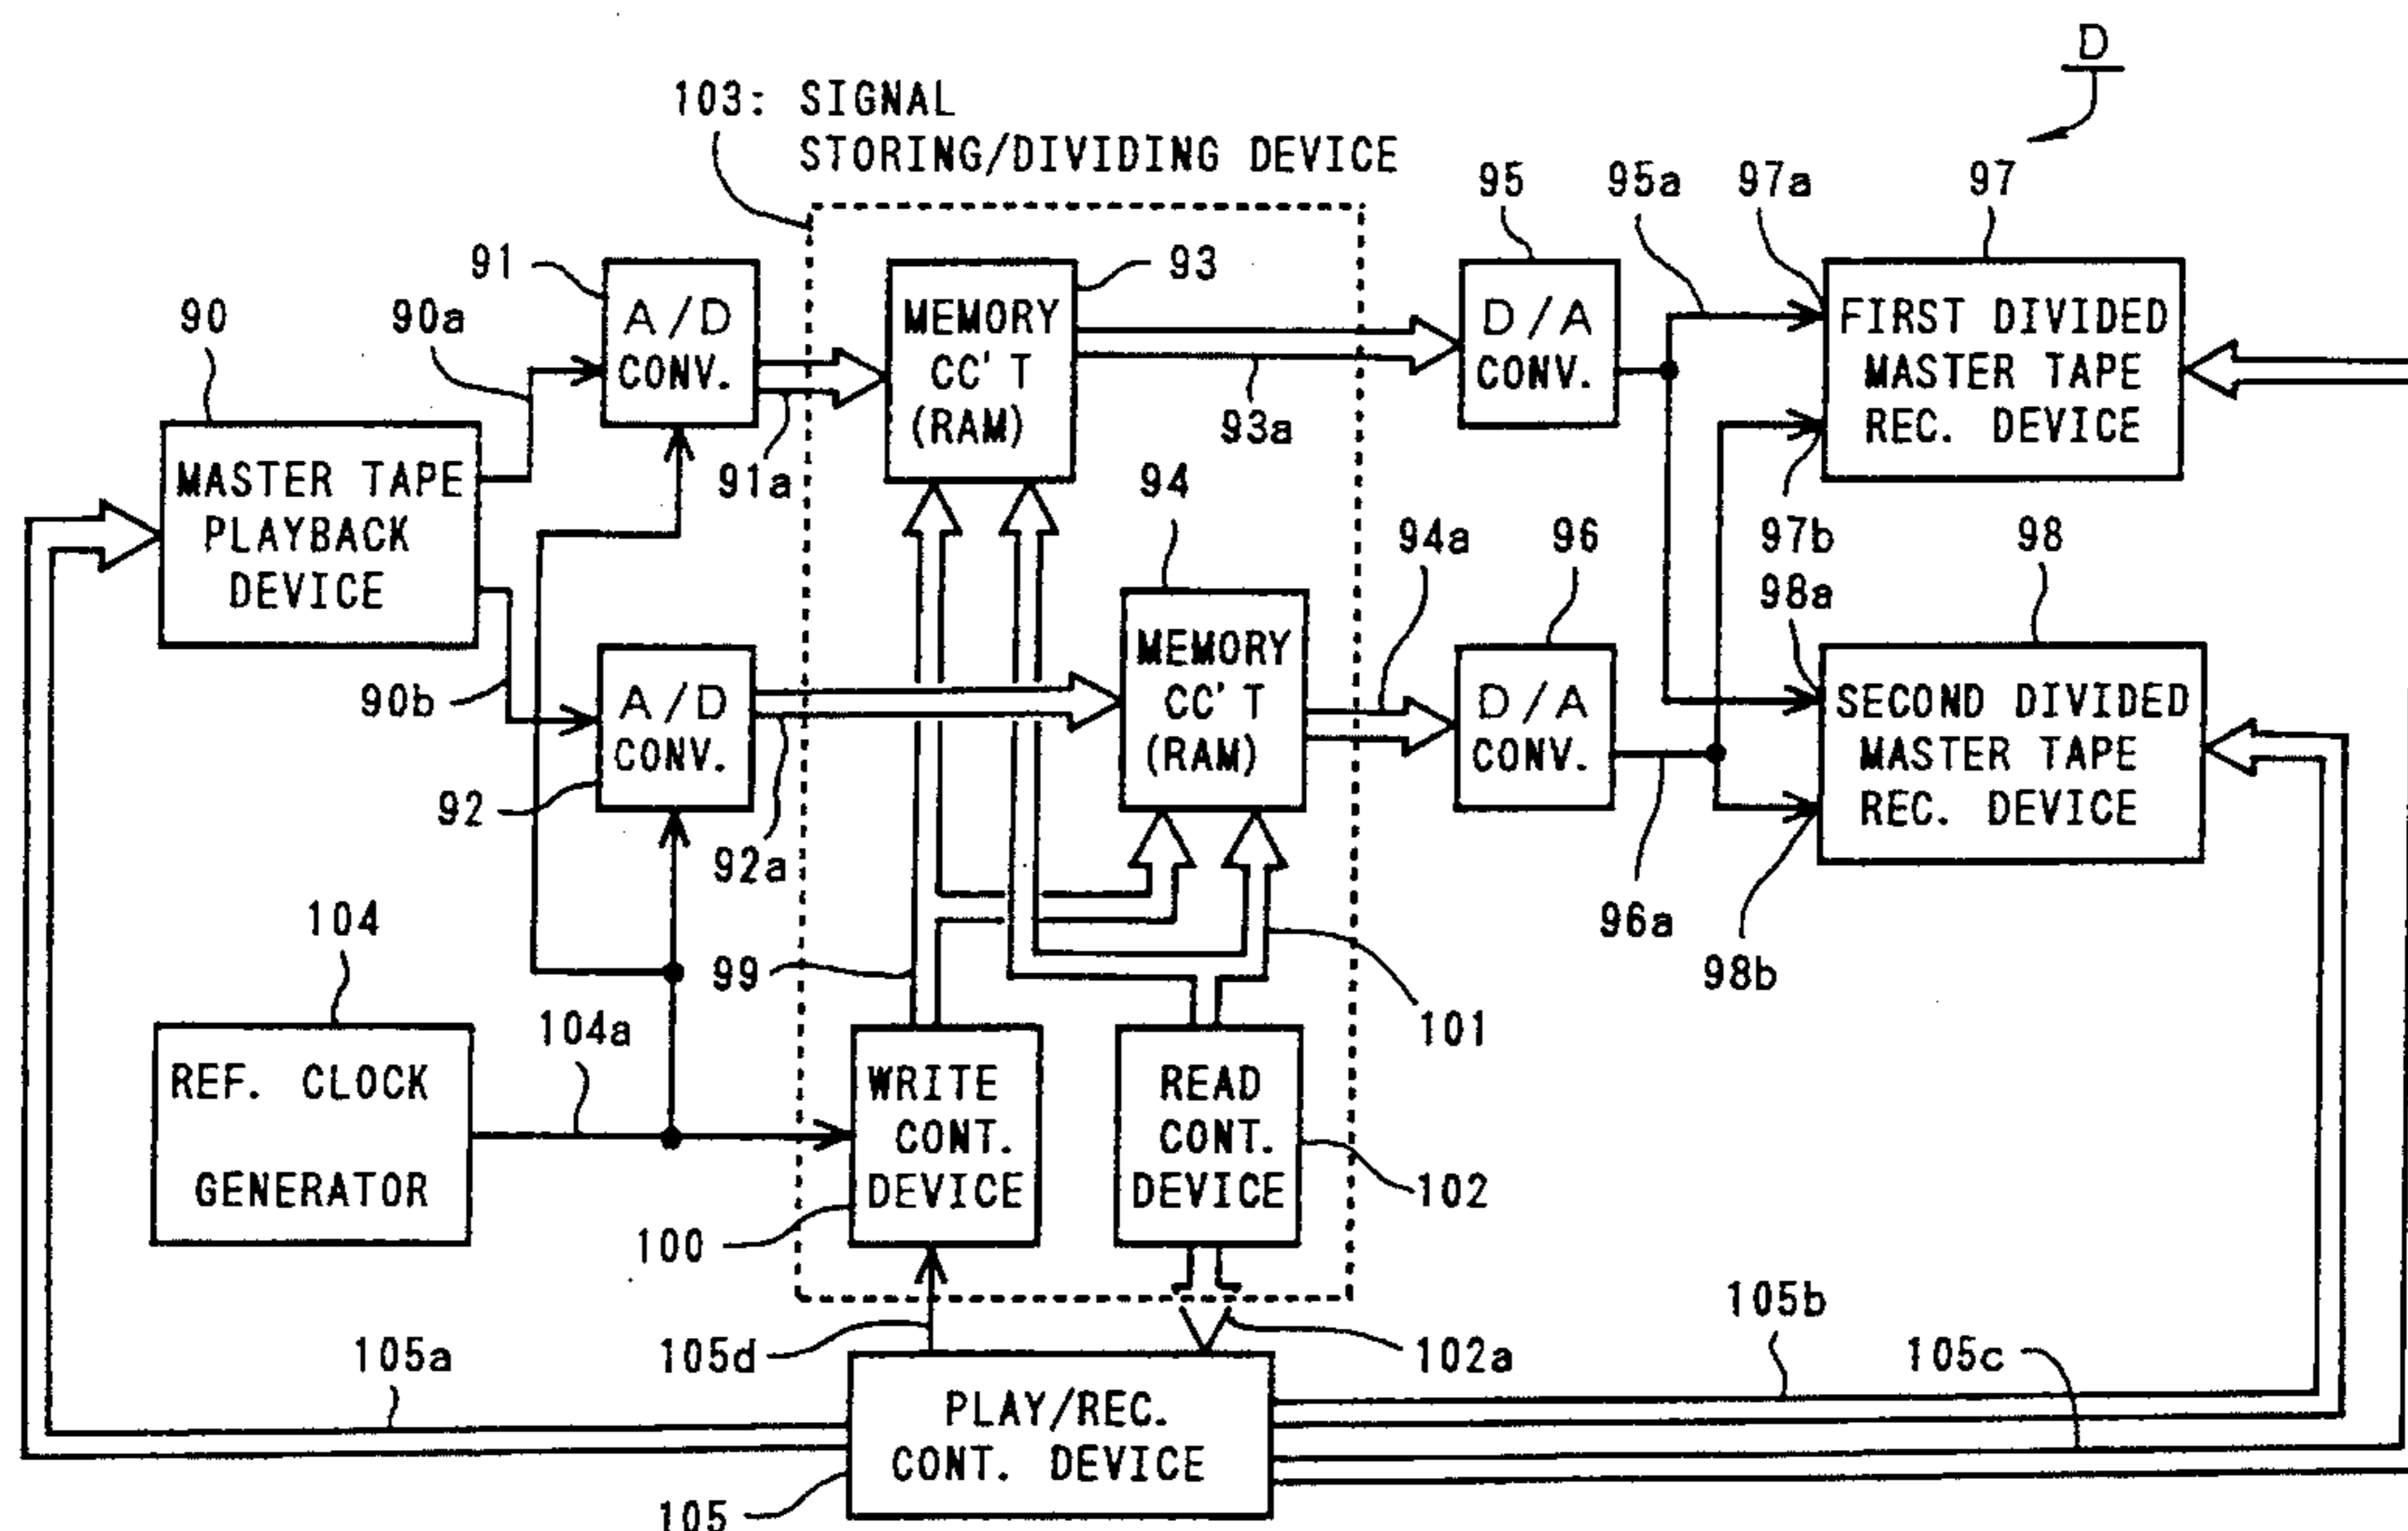 D
103: SIGNAL
STORING/DIVIDING DEVICE
95
95a
97a
97
91
93
90
90a
A/D
CONV.
MEMORY
CC'T
(RAM)
D/A
CONV.
FIRST DIVIDED
MASTER TAPE
REC. DEVICE
91a
93a
MASTER TAPE
PLAYBACK
DEVICE
94
94a
96
97b
98a
98
90b
A/D
CONV.
MEMORY
CC'T
(RAM)
D/A
CONV.
SECOND DIVIDED
MASTER TAPE
REC. DEVICE
92
92a
96a
98b
104
99
101
104a
REF. CLOCK
GENERATOR
WRITE
CONT.
DEVICE
READ
CONT.
DEVICE
100
102
105a
105d
102a
105b
105c
PLAY/REC.
CONT. DEVICE
105